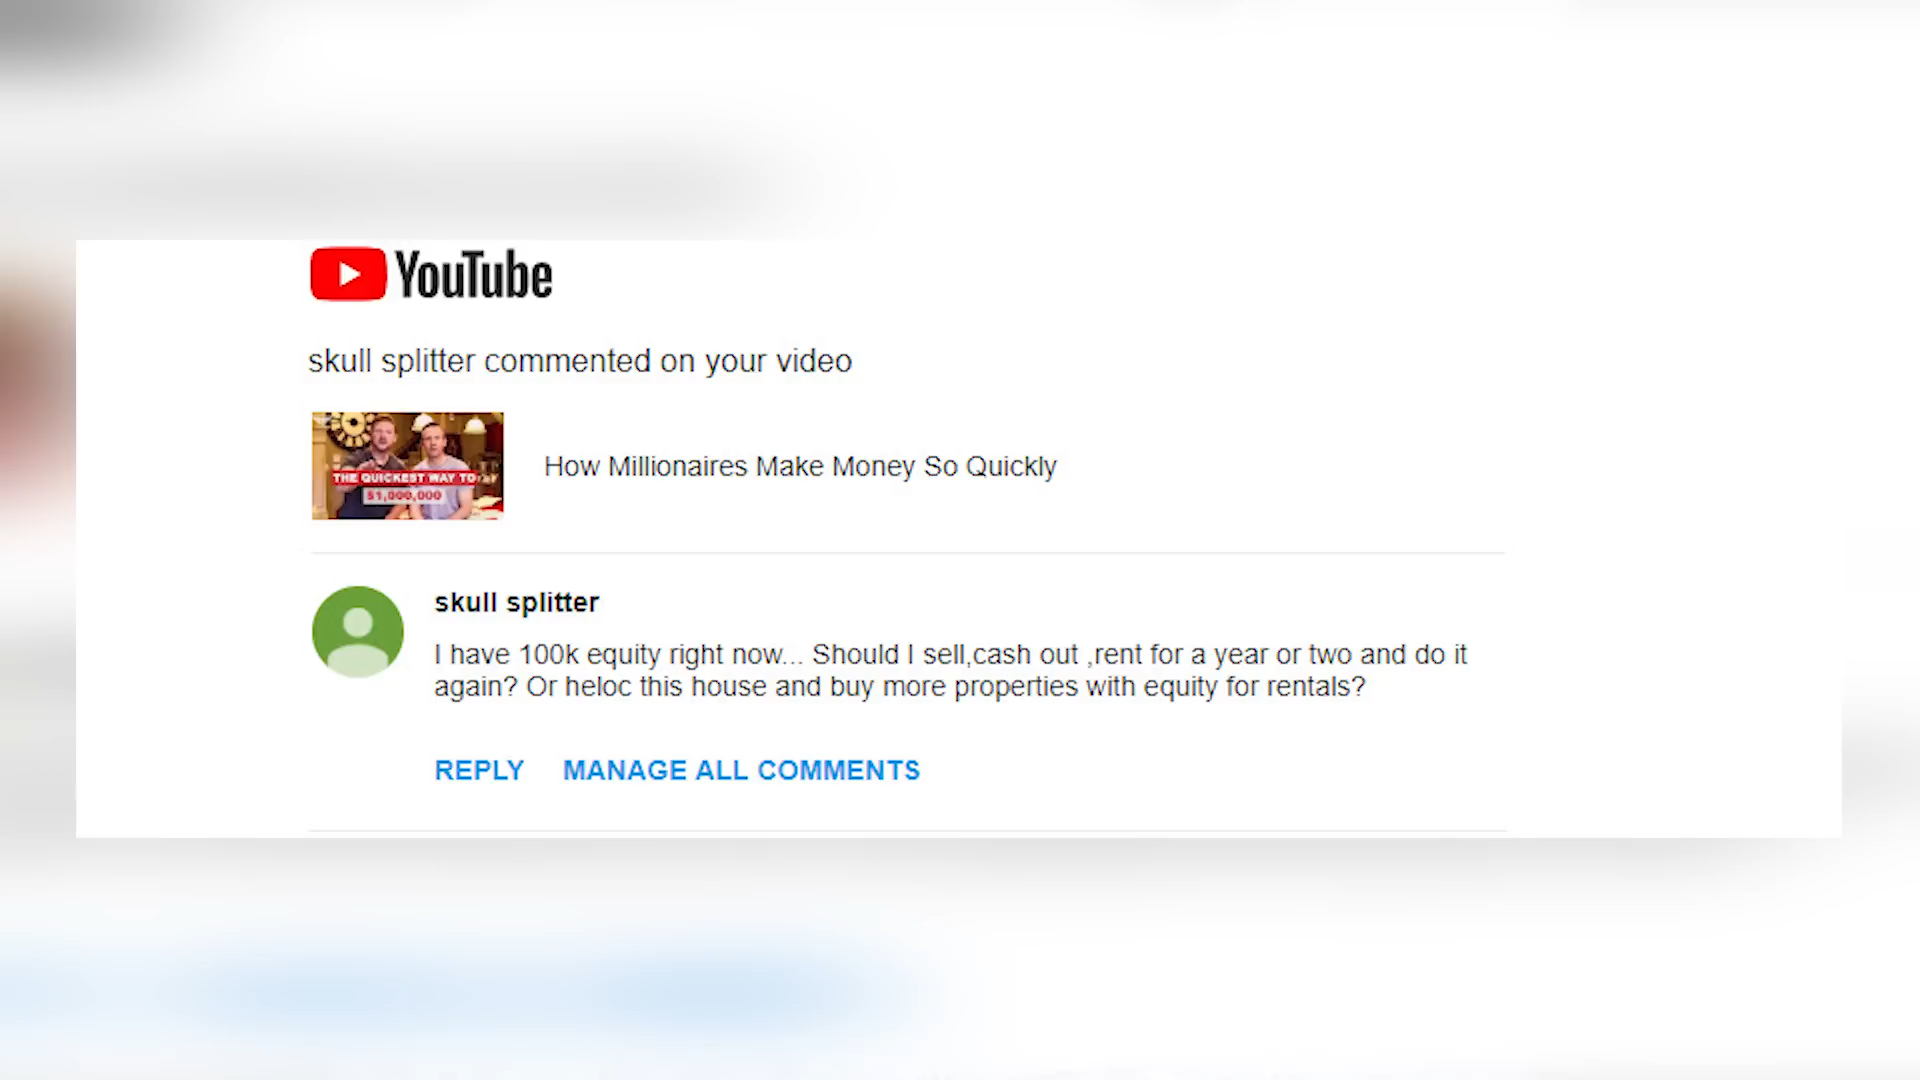 YouTube
skull splitter commented on your video
THE QUICKEST WAY TO
$1,000,000
How Millionaires Make Money So Quickly
skull splitter
I have 100k equity right now... Should I sell,cash out ,rent for a year or two and do it
again? Or heloc this house and buy more properties with equity for rentals?
REPLY MANAGE ALL COMMENTS